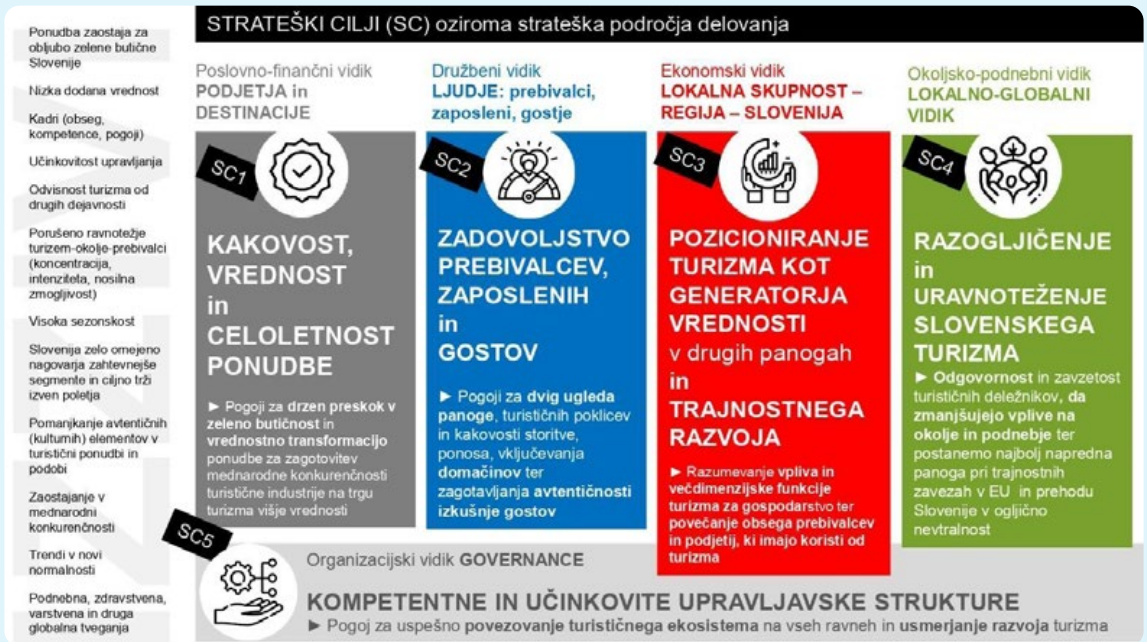 Ponudba zaostaja za
obljubo zelene butične
Slovenije
Nizka dodana vrednost
Kadri (obseg,
kompetence, pogoji)
Učinkovitost upravljanja
Odvisnost turizma od
drugih dejavnosti
Porušeno ravnotežje
turizem-okolje-prebivalci
(koncentracija,
intenziteta, nosilna
zmogljivost)
Visoka sezonskost
Slovenija zelo omejeno
nagovarja zahtevnejše
segmente in ciljno trži
izven poletja
Pomanjkanje avtentičnih
(kulturnih) elementov v
turistični ponudbi in
podobi
Zaostajanje v
mednarodni
konkurenčnosti
Trendi v novi
normalnosti
Podnebna, zdravstvena,
varstvena in druga
globalna tveganja
STRATEŠKI CILJI (SC) oziroma strateška področja delovanja
Poslovno-finančni vidik
PODJETJA in
DESTINACIJE
SC1
KAKOVOST,
VREDNOST
in
CELOLETNOST
PONUDBE
► Pogoji za drzen preskok v
zeleno butičnost in
vrednostno transformacijo
ponudbe za zagotovitev
mednarodne konkurenčnosti
turistične industrije na trgu
turizma višje vrednosti
Družbeni vidik
LJUDJE: prebivalci,
zaposleni, gostje
SC2
ZADOVOLJSTVO
PREBIVALCEV,
ZAPOSLENIH
in
GOSTOV
► Pogoji za dvig ugleda
panoge, turističnih poklicev
in kakovosti storitve,
ponosa, vključevanja
domačinov ter
zagotavljanja avtentičnosti
izkušnje gostov
Ekonomski vidik
LOKALNA SKUPNOST –
REGIJA – SLOVENIJA
SC3
POZICIONIRANJE
TURIZMA KOT
GENERATORJA
VREDNOSTI
v drugih panogah
in
TRAJNOSTNEGA
RAZVOJA
► Razumevanje vpliva in
večdimenzijske funkcije
turizma za gospodarstvo ter
povečanje obsega prebivalcev
in podjetij, ki imajo koristi od
turizma
Okoljsko-podnebni vidik
LOKALNO-GLOBALNI
VIDIK
SC4
RAZOGLJIČENJE
in
URAVNOTEŽENJE
SLOVENSKEGA
TURIZMA
► Odgovornost in zavzetost
turističnih deležnikov, da
zmanjšujejo vplive na
okolje in podnebje ter
postanemo najbolj napredna
panoga pri trajnostnih
zavezah v EU in prehodu
Slovenije v ogljično
nevtralnost
SC5
Organizacijski vidik GOVERNANCE
KOMPETENTNE IN UČINKOVITE UPRAVLJAVSKE STRUKTURE
► Pogoj za uspešno povezovanje turističnega ekosistema na vseh ravneh in usmerjanje razvoja turizma